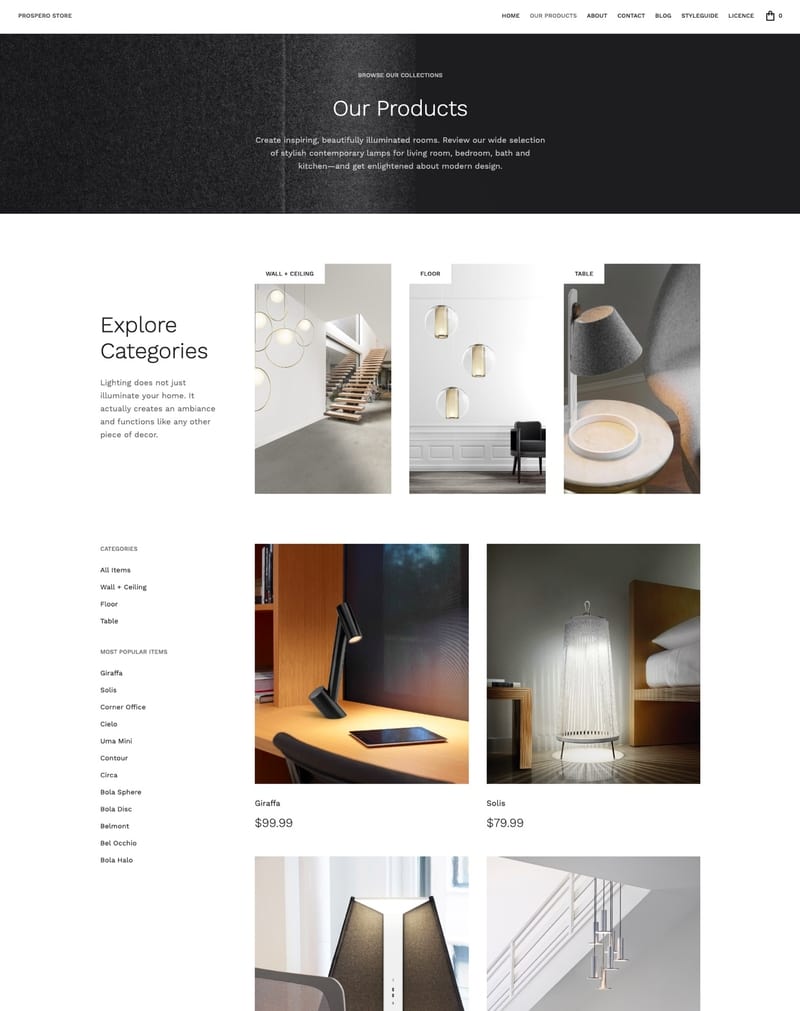 PROSPERO STORE
HOME OUR PRODUCTS ABOUT CONTACT BLOG STYLEGUIDE LICENCE 0
BROWSE OUR COLLECTIONS
Our Products
Create inspiring, beautifully illuminated rooms. Review our wide selection
of stylish contemporary lamps for living room, bedroom, bath and
kitchen—and get enlightened about modern design.
Explore
Categories
Lighting does not just
illuminate your home. It
actually creates an ambiance
and functions like any other
piece of decor.
WALL + CEILING
FLOOR
TABLE
CATEGORIES
All Items
Wall + Ceiling
Floor
Table
MOST POPULAR ITEMS
Giraffa
Solis
Corner Office
Cielo
Uma Mini
Contour
Circa
Bola Sphere
Bola Disc
Belmont
Bel Occhio
Bola Halo
Giraffa
$99.99
Solis
$79.99